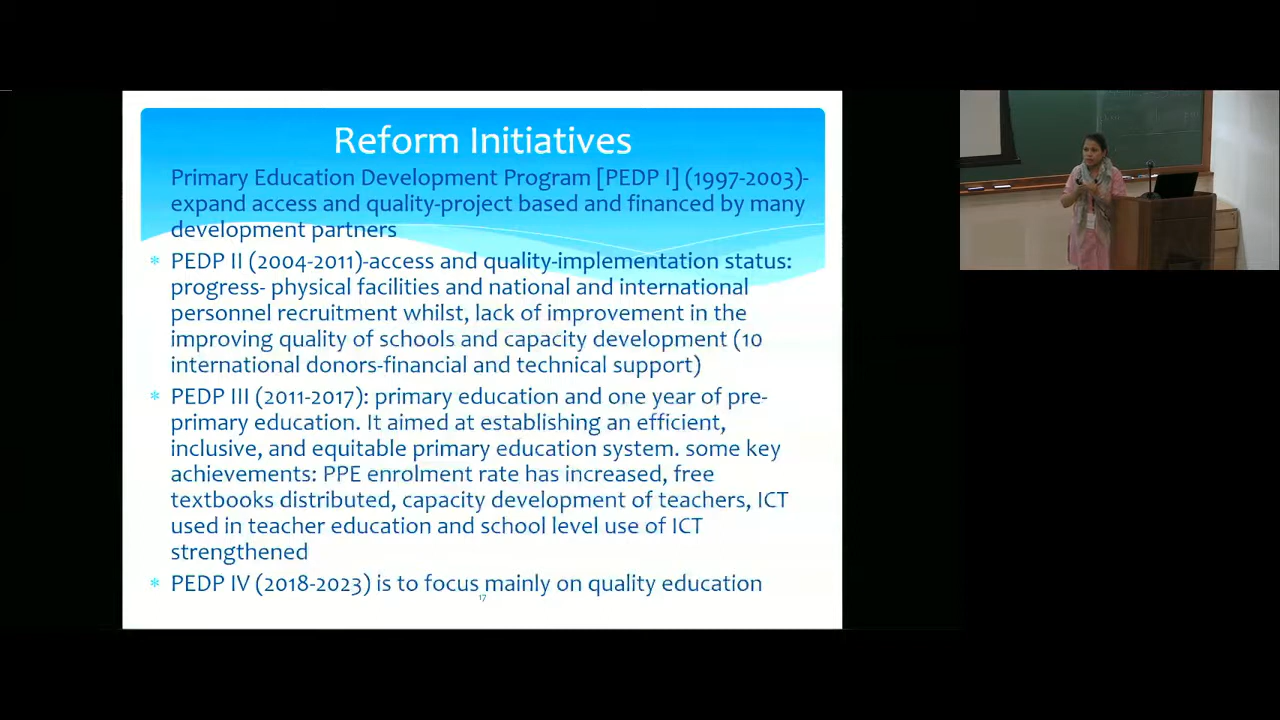 Reform Initiatives
Primary Education Development Program [PEDP I] (1997-2003)-
expand access and quality-project based and financed by many
development partners
* PEDP II (2004-2011)-access and quality-implementation status:
progress- physical facilities and national and international
personnel recruitment whilst, lack of improvement in the
improving quality of schools and capacity development (10
international donors-financial and technical support)
* PEDP III (2011-2017): primary education and one year of pre-
primary education. It aimed at establishing an efficient,
inclusive, and equitable primary education system. some key
achievements: PPE enrolment rate has increased, free
textbooks distributed, capacity development of teachers, ICT
used in teacher education and school level use of ICT
strengthened
* PEDP IV (2018-2023) is to focus mainly on quality education
17